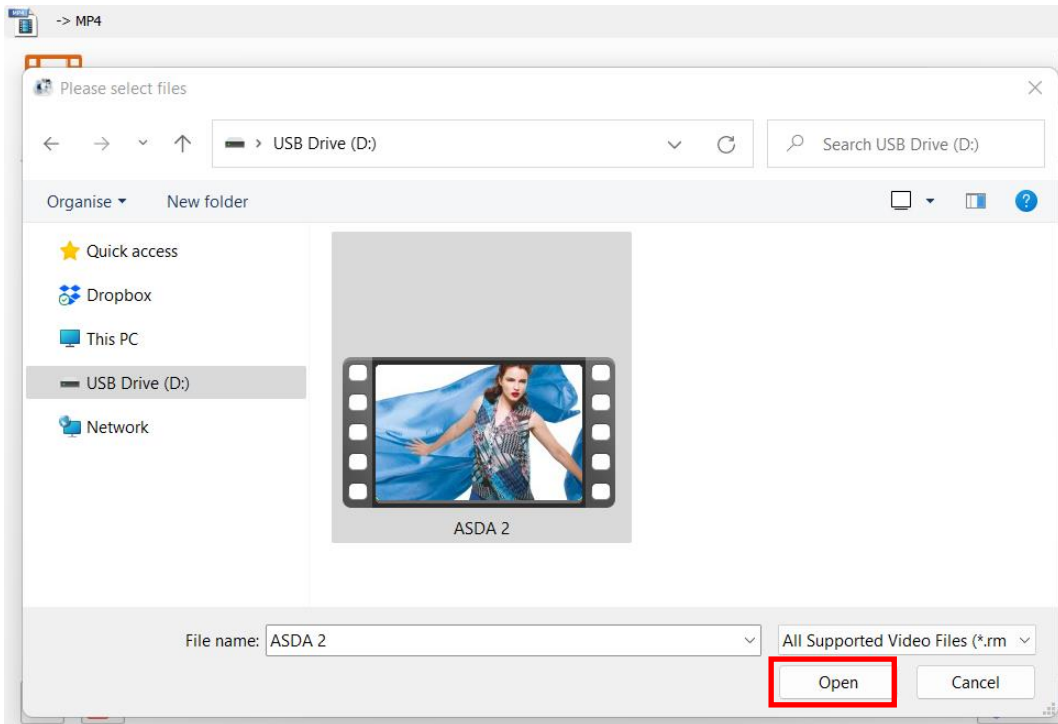 MP4
-> MP4
Please select files
USB Drive (D:)
Search USB Drive (D:)
Organise
New folder
Quick access
Dropbox
This PC
USB Drive (D:)
Network
ASDA 2
File name:
ASDA 2
All Supported Video Files (*.rm
Open
Cancel